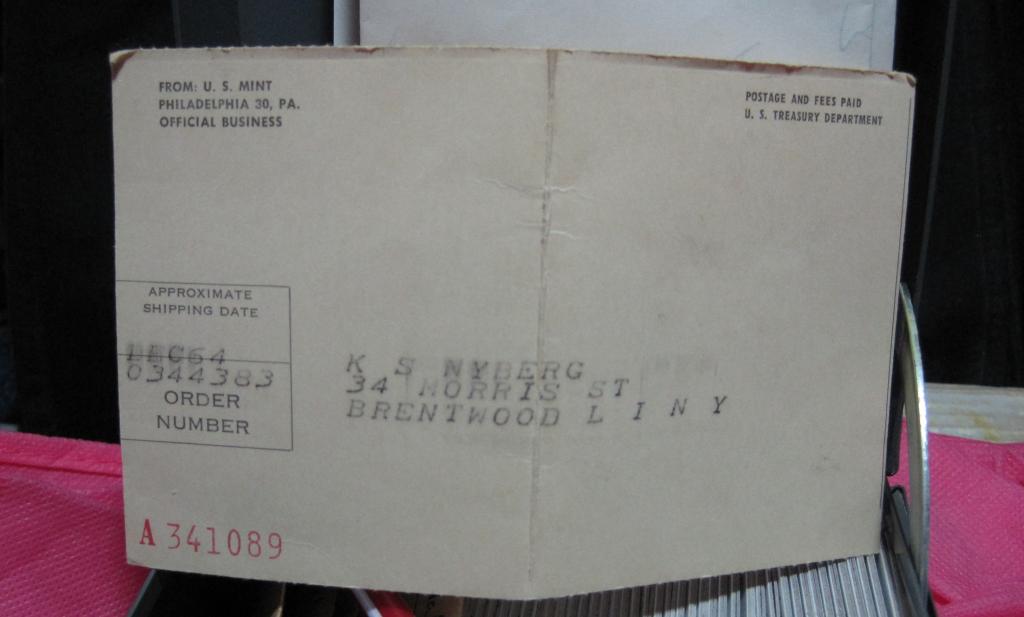 FROM: U. S. MINT
PHILADELPHIA 30, PA.
OFFICIAL BUSINESS
POSTAGE AND FEES PAID
U. S. TREASURY DEPARTMENT
APPROXIMATE
SHIPPING DATE
DEC64
0344383
ORDER
NUMBER
K S NYBERG
34 MORRIS ST
BRENTWOOD L I N Y
A 341089